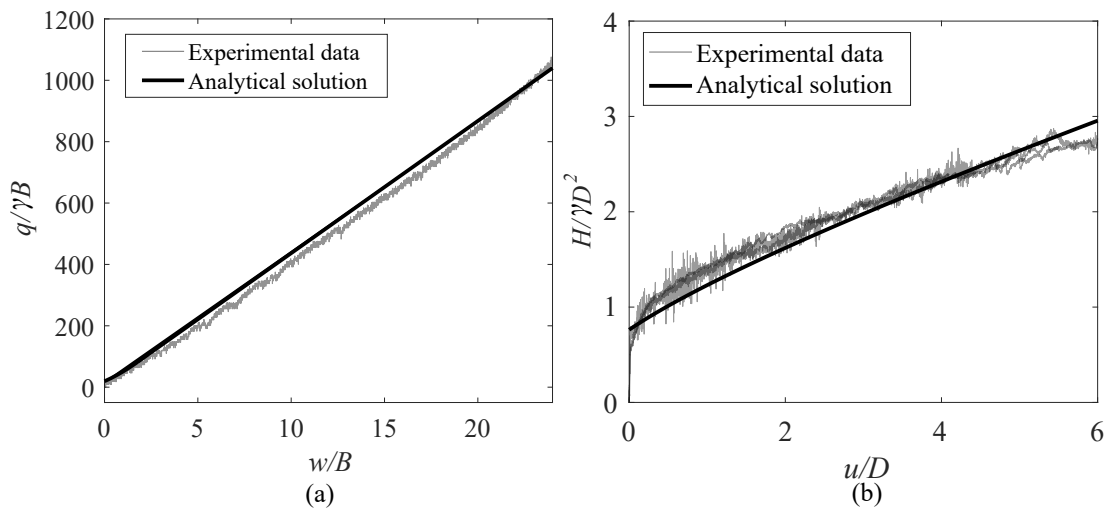 1200
1000
800
600
400
200
0
q/γB
Experimental data
Analytical solution
0 5 10 15 20
w/B
(a)
4
3
2
1
0
H/γD²
Experimental data
Analytical solution
0 2 4 6
u/D
(b)